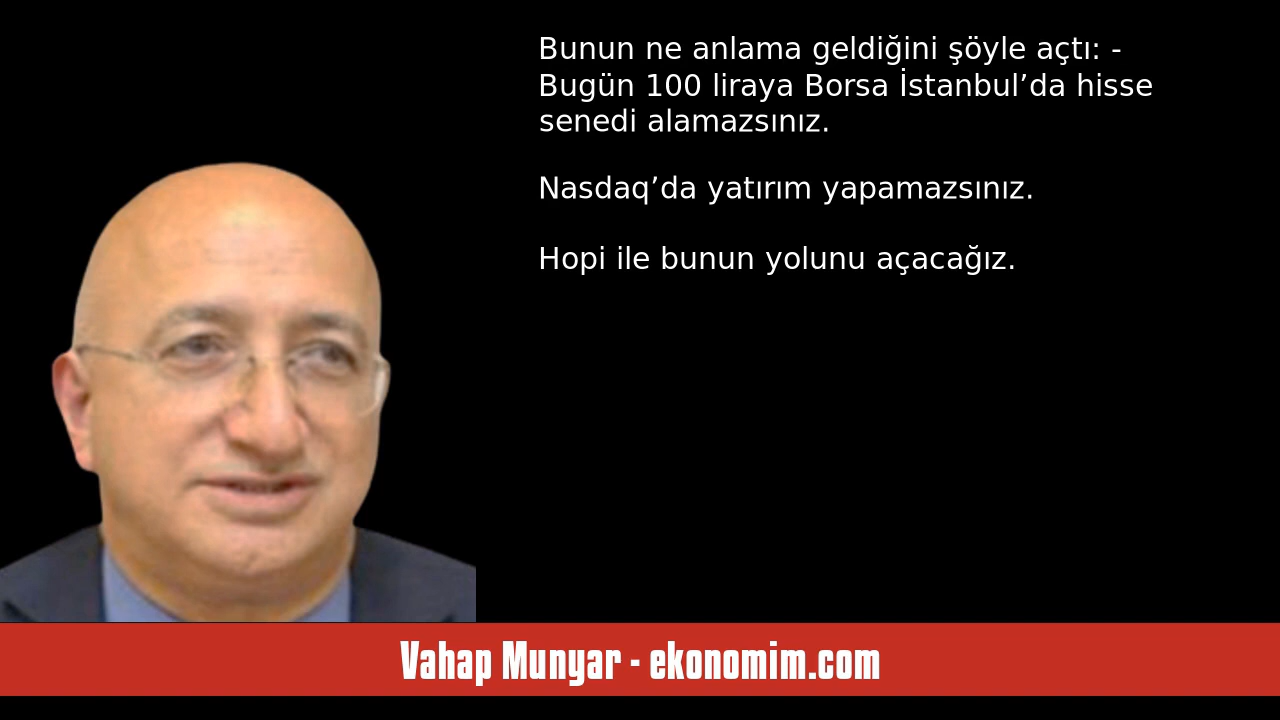 Bunun ne anlama geldiğini şöyle açtı: -
Bugün 100 liraya Borsa İstanbul’da hisse
senedi alamazsınız.
Nasdaq’da yatırım yapamazsınız.
Hopi ile bunun yolunu açacağız.
Vahap Munyar - ekonomim.com